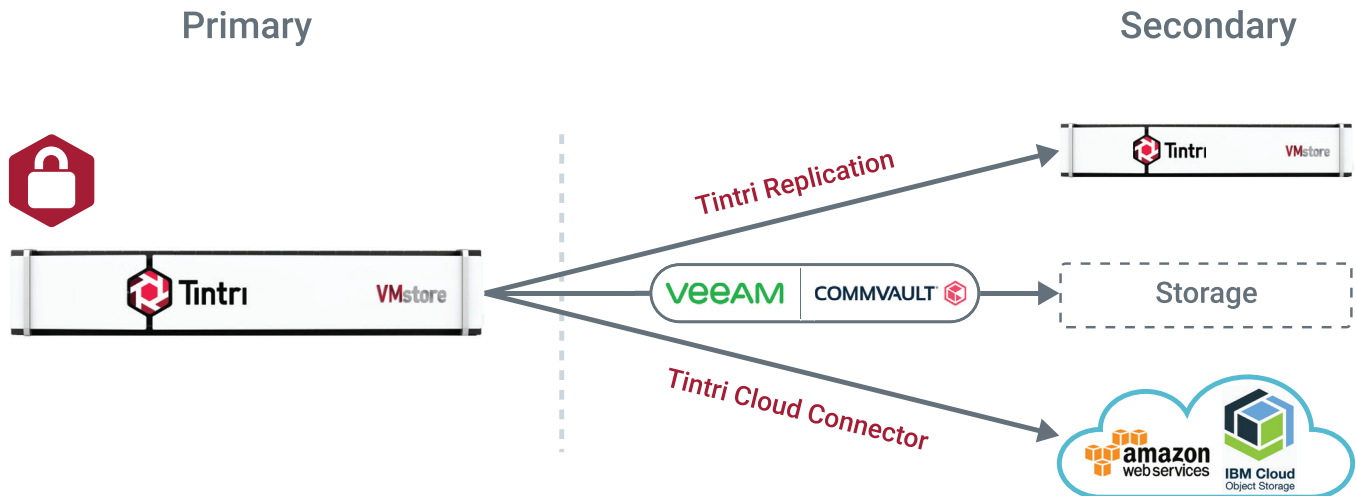 Primary
Secondary
Tintri
VMstore
Tintri Replication
Tintri
VMstore
veeAM
COMMVAULT
Storage
Tintri Cloud Connector
amazon
web services
IBM Cloud
Object Storage